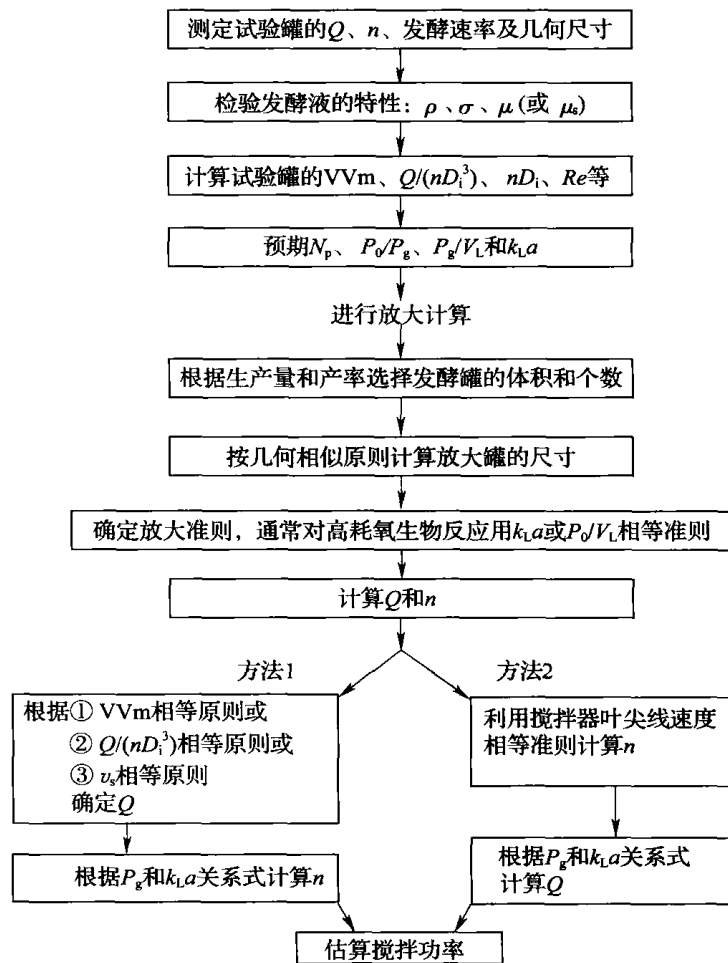 测定试验罐的Q、n、发酵速率及几何尺寸
检验发酵液的特性：ρ、σ、μ(或 μs)
计算试验罐的VVm、Q/(nDi³)、nDi、Re等
预期Np、P0/Pg、Pg/VL和kLa
进行放大计算
根据生产量和产率选择发酵罐的体积和个数
按几何相似原则计算放大罐的尺寸
确定放大准则，通常对高耗氧生物反应用kLa或P0/VL相等准则
计算Q和n
方法1
根据① VVm相等原则或
② Q/(nDi³)相等原则或
③ vs相等原则
确定Q
根据Pg和kLa关系式计算n
方法2
利用搅拌器叶尖线速度
相等准则计算n
根据Pg和kLa关系式
计算Q
估算搅拌功率